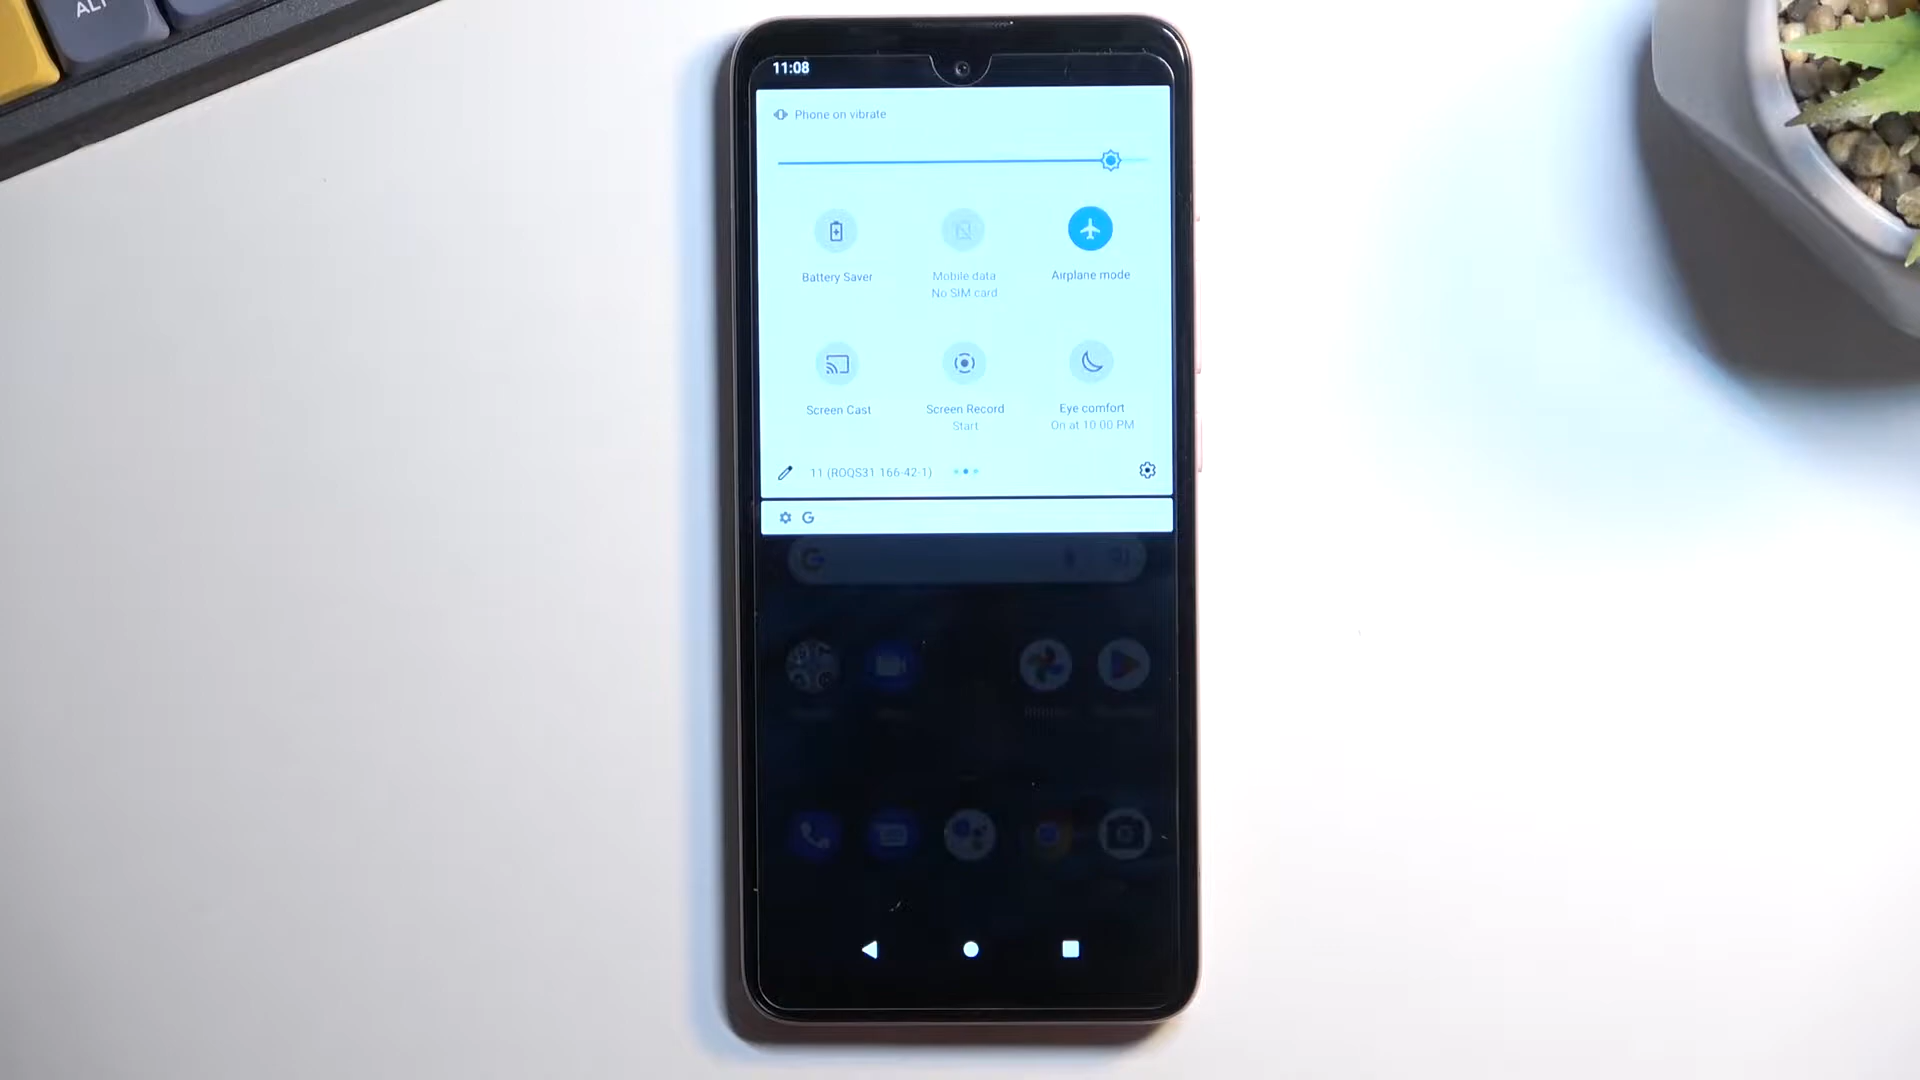 ALT
11:08
Phone on vibrate
Battery Saver
Mobile data
No SIM card
Airplane mode
Screen Cast
Screen Record
Start
Eye comfort
On at 10:00 PM
11 (ROQS31.166-42-1)
G
G